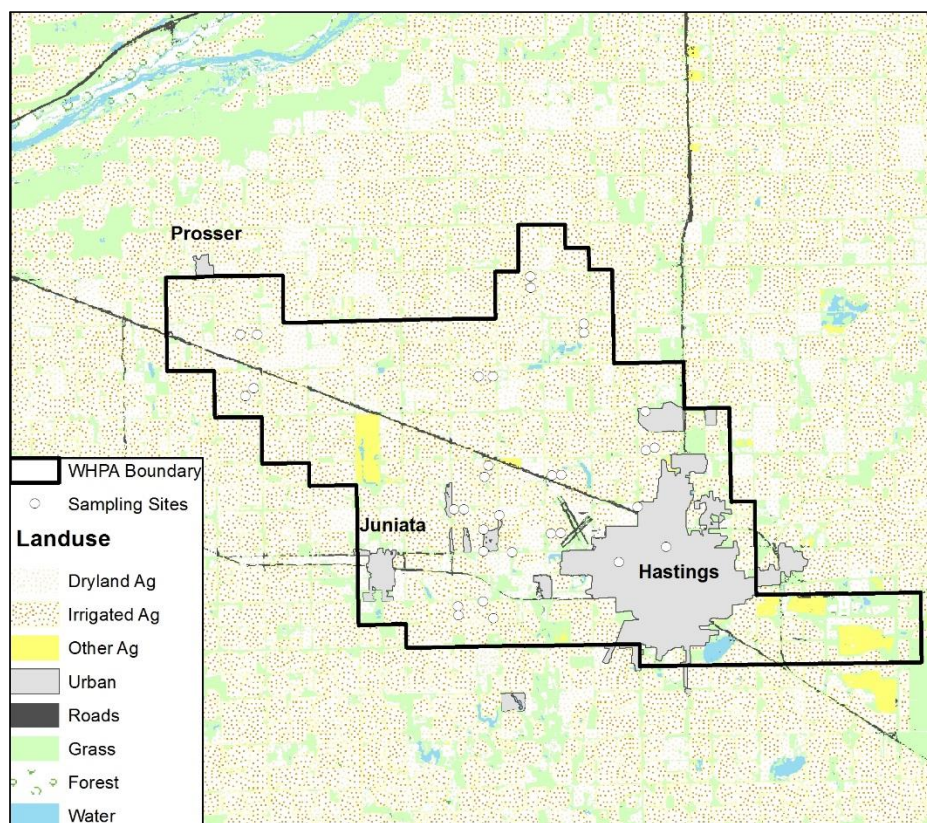 Prosser
Juniata
Hastings
WHPA Boundary
Sampling Sites
Landuse
Dryland Ag
Irrigated Ag
Other Ag
Urban
Roads
Grass
Forest
Water